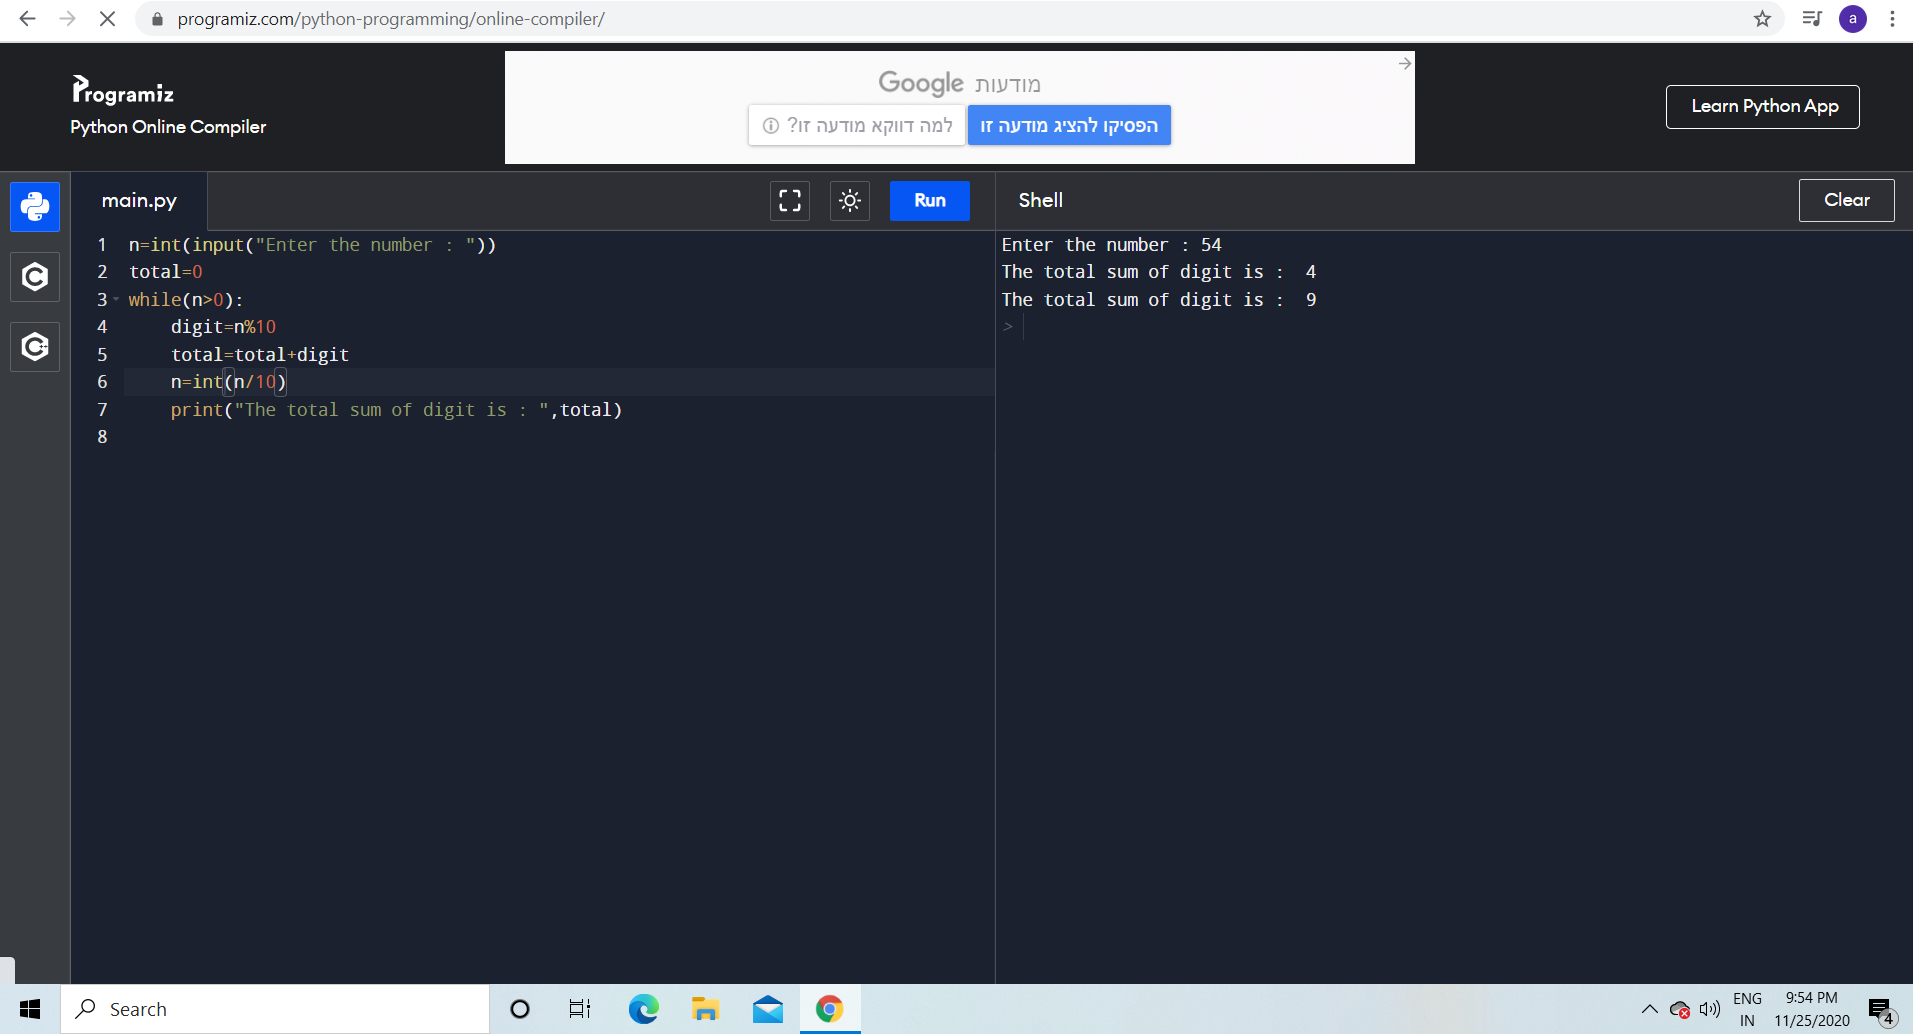 programiz.com/python-programming/online-compiler/
a
Programiz
Python Online Compiler
מודעות Google
הפסיקו להציג מודעה זו
למה דווקא מודעה זו?
Learn Python App
main.py
Run
Shell
Clear
1 n=int(input("Enter the number : "))
2 total=0
3 while(n>0):
4 digit=n%10
5 total=total+digit
6 n=int(n/10)
7 print("The total sum of digit is : ",total)
8
Enter the number : 54
The total sum of digit is :  4
The total sum of digit is :  9
>
Search
ENG
IN
9:54 PM
11/25/2020
4